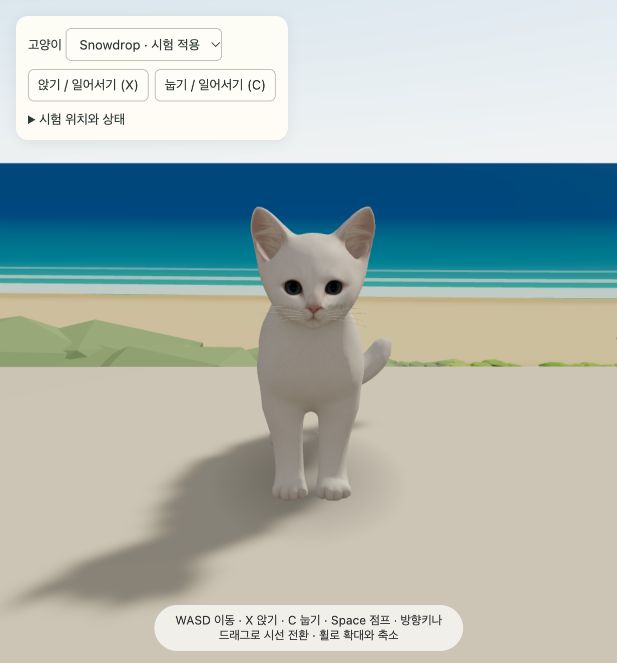 고양이 Snowdrop · 시험 적용
앉기 / 일어서기 (X) 눕기 / 일어서기 (C)
▶ 시험 위치와 상태
WASD 이동 · X 앉기 · C 눕기 · Space 점프 · 방향키나
드래그로 시선 전환 · 휠로 확대와 축소